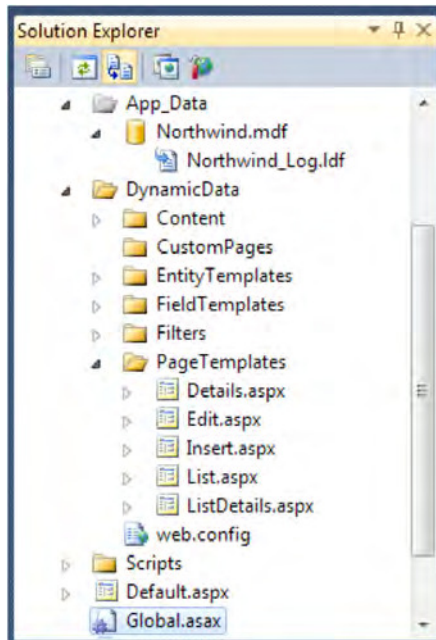 Solution Explorer
App_Data
Northwind.mdf
Northwind_Log.ldf
DynamicData
Content
CustomPages
EntityTemplates
FieldTemplates
Filters
PageTemplates
Details.aspx
Edit.aspx
Insert.aspx
List.aspx
ListDetails.aspx
web.config
Scripts
Default.aspx
Global.asax